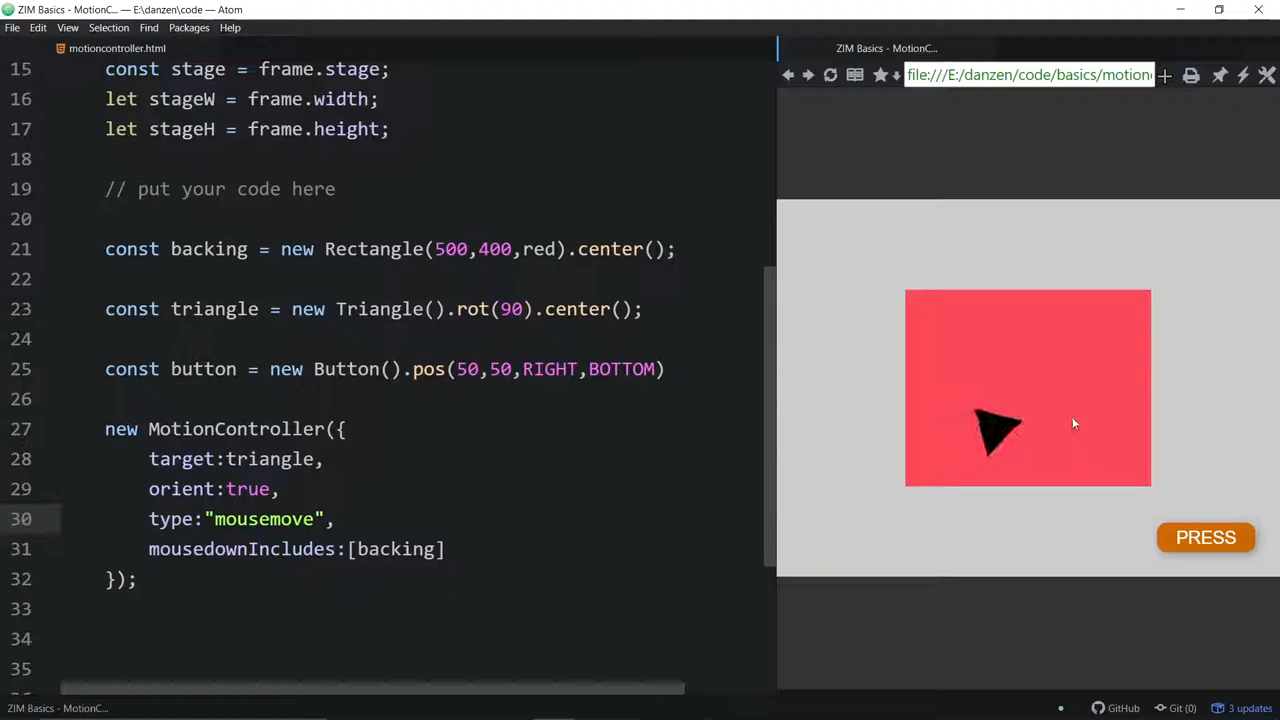 ZIM Basics - MotionC... — E:\danzen\code — Atom
File Edit View Selection Find Packages Help
motioncontroller.html
ZIM Basics - MotionC...
file:///E:/danzen/code/basics/motion
15 const stage = frame.stage;
16 let stageW = frame.width;
17 let stageH = frame.height;
18
19 // put your code here
20
21 const backing = new Rectangle(500,400,red).center();
22
23 const triangle = new Triangle().rot(90).center();
24
25 const button = new Button().pos(50,50,RIGHT,BOTTOM)
26
27 new MotionController({
28 target:triangle,
29 orient:true,
30 type:"mousemove",
31 mousedownIncludes:[backing]
32 });
33
34
35
PRESS
ZIM Basics - MotionC...
GitHub Git (0) 3 updates